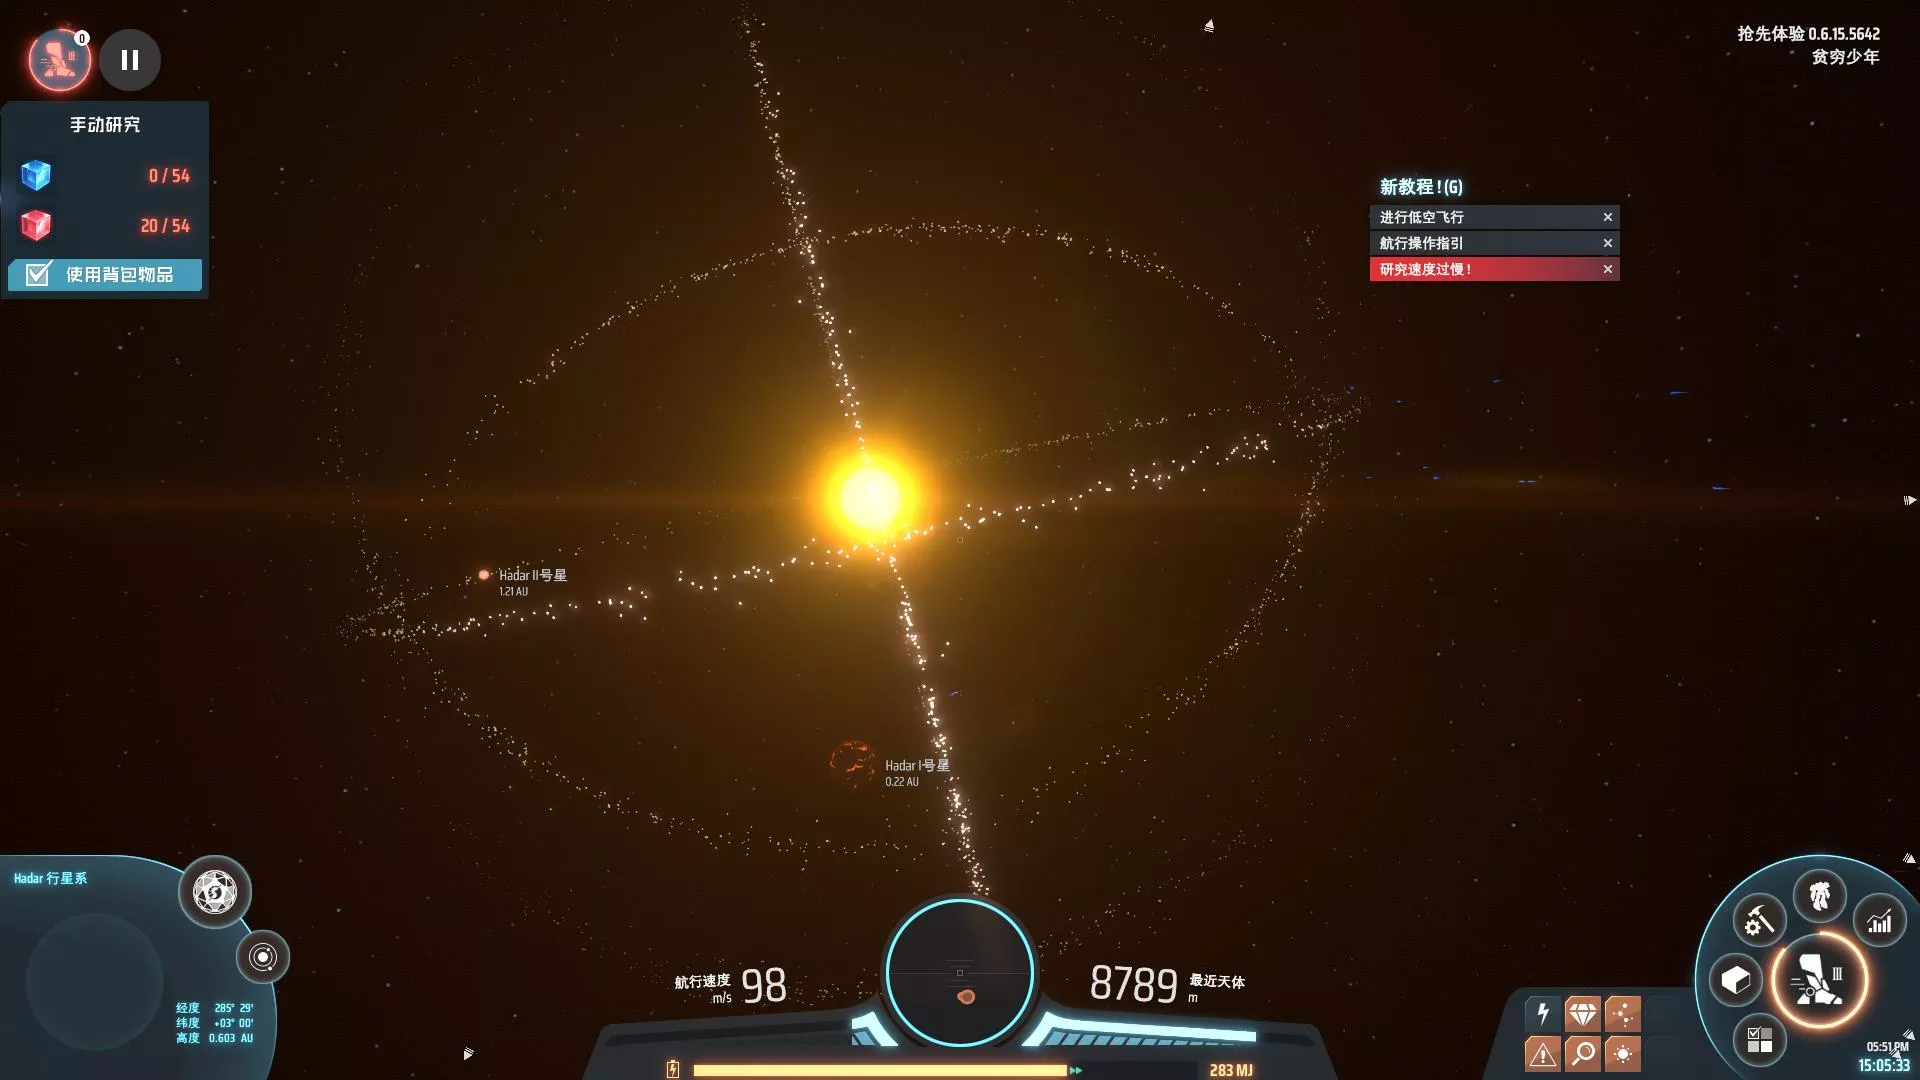 0
抢先体验 0.6.15.5642
贫穷少年
手动研究
0 / 54
20 / 54
使用背包物品
新教程!(G)
进行低空飞行
航行操作指引
研究速度过慢!
Hadar II号星
1.21 AU
Hadar I号星
0.22 AU
Hadar 行星系
经度 285° 29'
纬度 +03° 00'
高度 0.603 AU
航行速度 m/s 98
8789 m 最近天体
283 MJ
III
III
05:51 PM
15:05:33